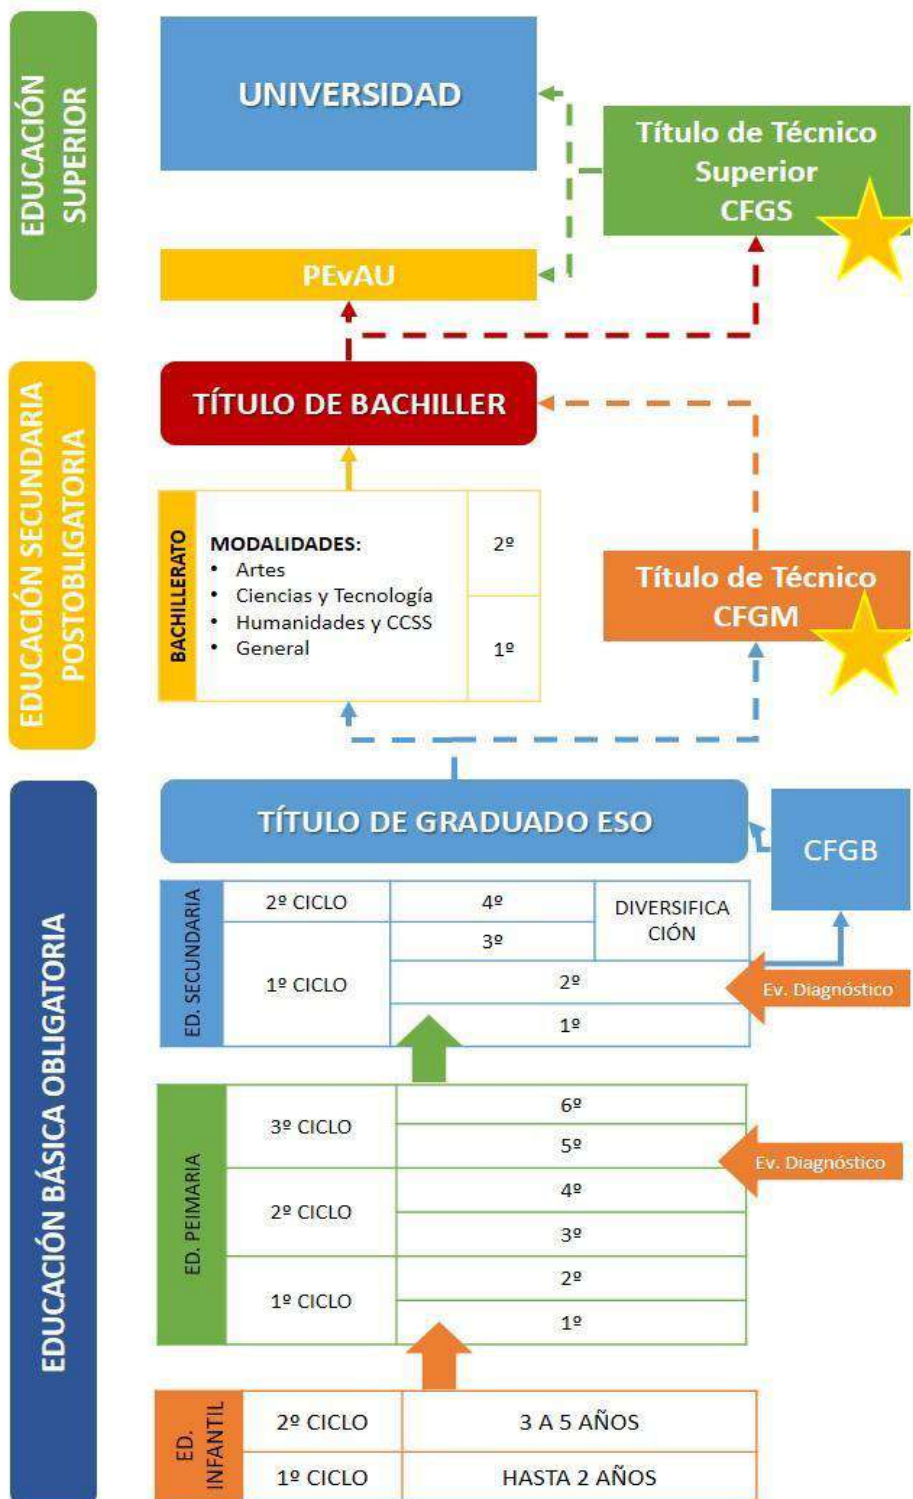 EDUCACIÓN
SUPERIOR
UNIVERSIDAD
Título de Técnico
Superior
CFGS
PEvAU
EDUCACIÓN SECUNDARIA
POSTOBLIGATORIA
TÍTULO DE BACHILLER
BACHILLERATO
MODALIDADES:
• Artes
• Ciencias y Tecnología
• Humanidades y CCSS
• General
2º
1º
Título de Técnico
CFGM
EDUCACIÓN BÁSICA OBLIGATORIA
TÍTULO DE GRADUADO ESO
CFGB
ED. SECUNDARIA
2º CICLO
4º
DIVERSIFICA
CIÓN
3º
1º CICLO
2º
Ev. Diagnóstico
1º
ED. PEIMARIA
3º CICLO
6º
5º
Ev. Diagnóstico
2º CICLO
4º
3º
1º CICLO
2º
1º
ED.
INFANTIL
2º CICLO
3 A 5 AÑOS
1º CICLO
HASTA 2 AÑOS